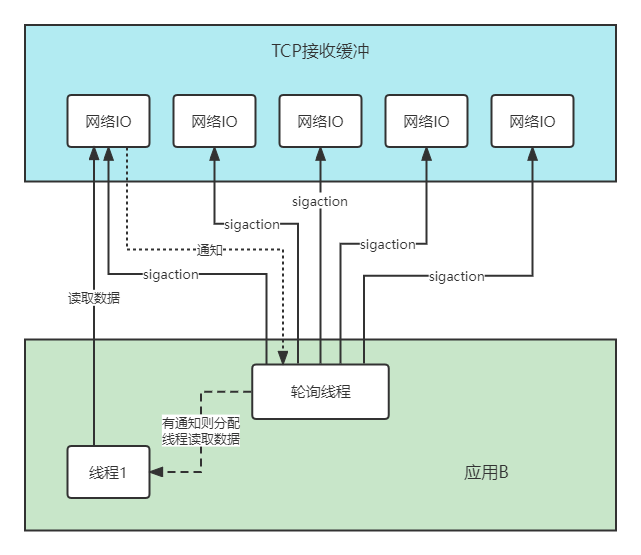 TCP接收缓冲
网络IO
网络IO
网络IO
网络IO
网络IO
sigaction
sigaction
通知
sigaction
sigaction
sigaction
读取数据
轮询线程
有通知则分配
线程读取数据
线程1
应用B